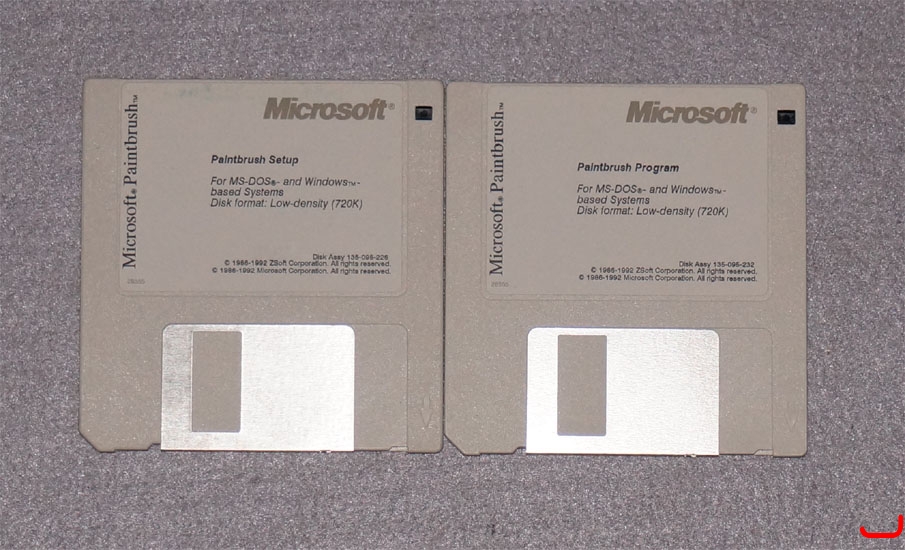 Microsoft® Paintbrush™
Microsoft®
Paintbrush Setup
For MS-DOS®- and Windows™-
based Systems
Disk format: Low-density (720K)
Disk Assy 135-095-226
© 1986-1992 ZSoft Corporation. All rights reserved.
© 1986-1992 Microsoft Corporation. All rights reserved.
Microsoft® Paintbrush™
Microsoft®
Paintbrush Program
For MS-DOS®- and Windows™-
based Systems
Disk format: Low-density (720K)
Disk Assy 135-095-232
© 1986-1992 ZSoft Corporation. All rights reserved.
© 1986-1992 Microsoft Corporation. All rights reserved.